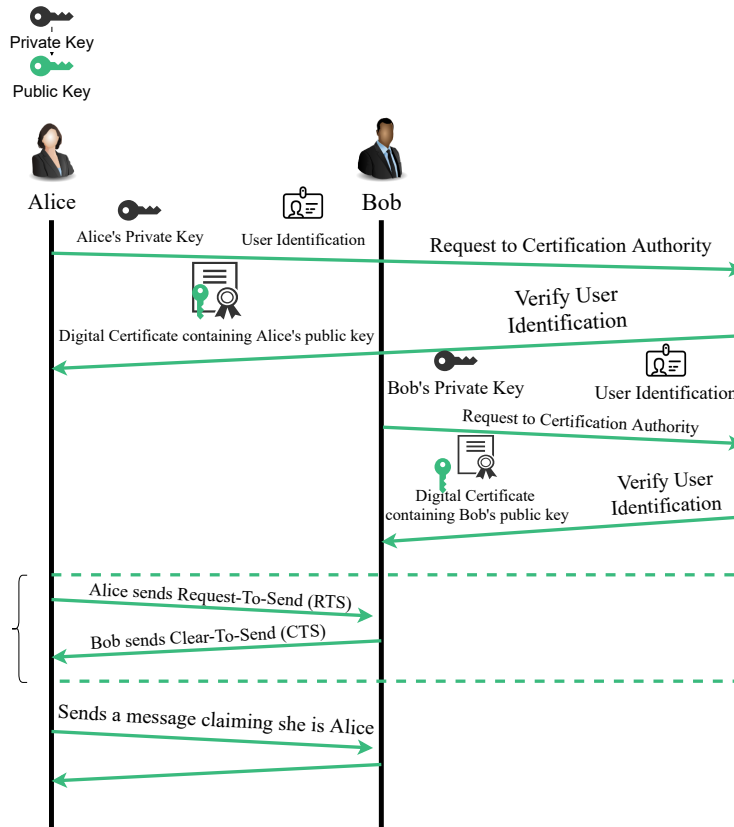 Private Key
Public Key
Alice
Bob
Alice's Private Key
User Identification
Request to Certification Authority
Verify User
Identification
Digital Certificate containing Alice's public key
Bob's Private Key
User Identification
Request to Certification Authority
Digital Certificate
containing Bob's public key
Verify User
Identification
Alice sends Request-To-Send (RTS)
Bob sends Clear-To-Send (CTS)
Sends a message claiming she is Alice